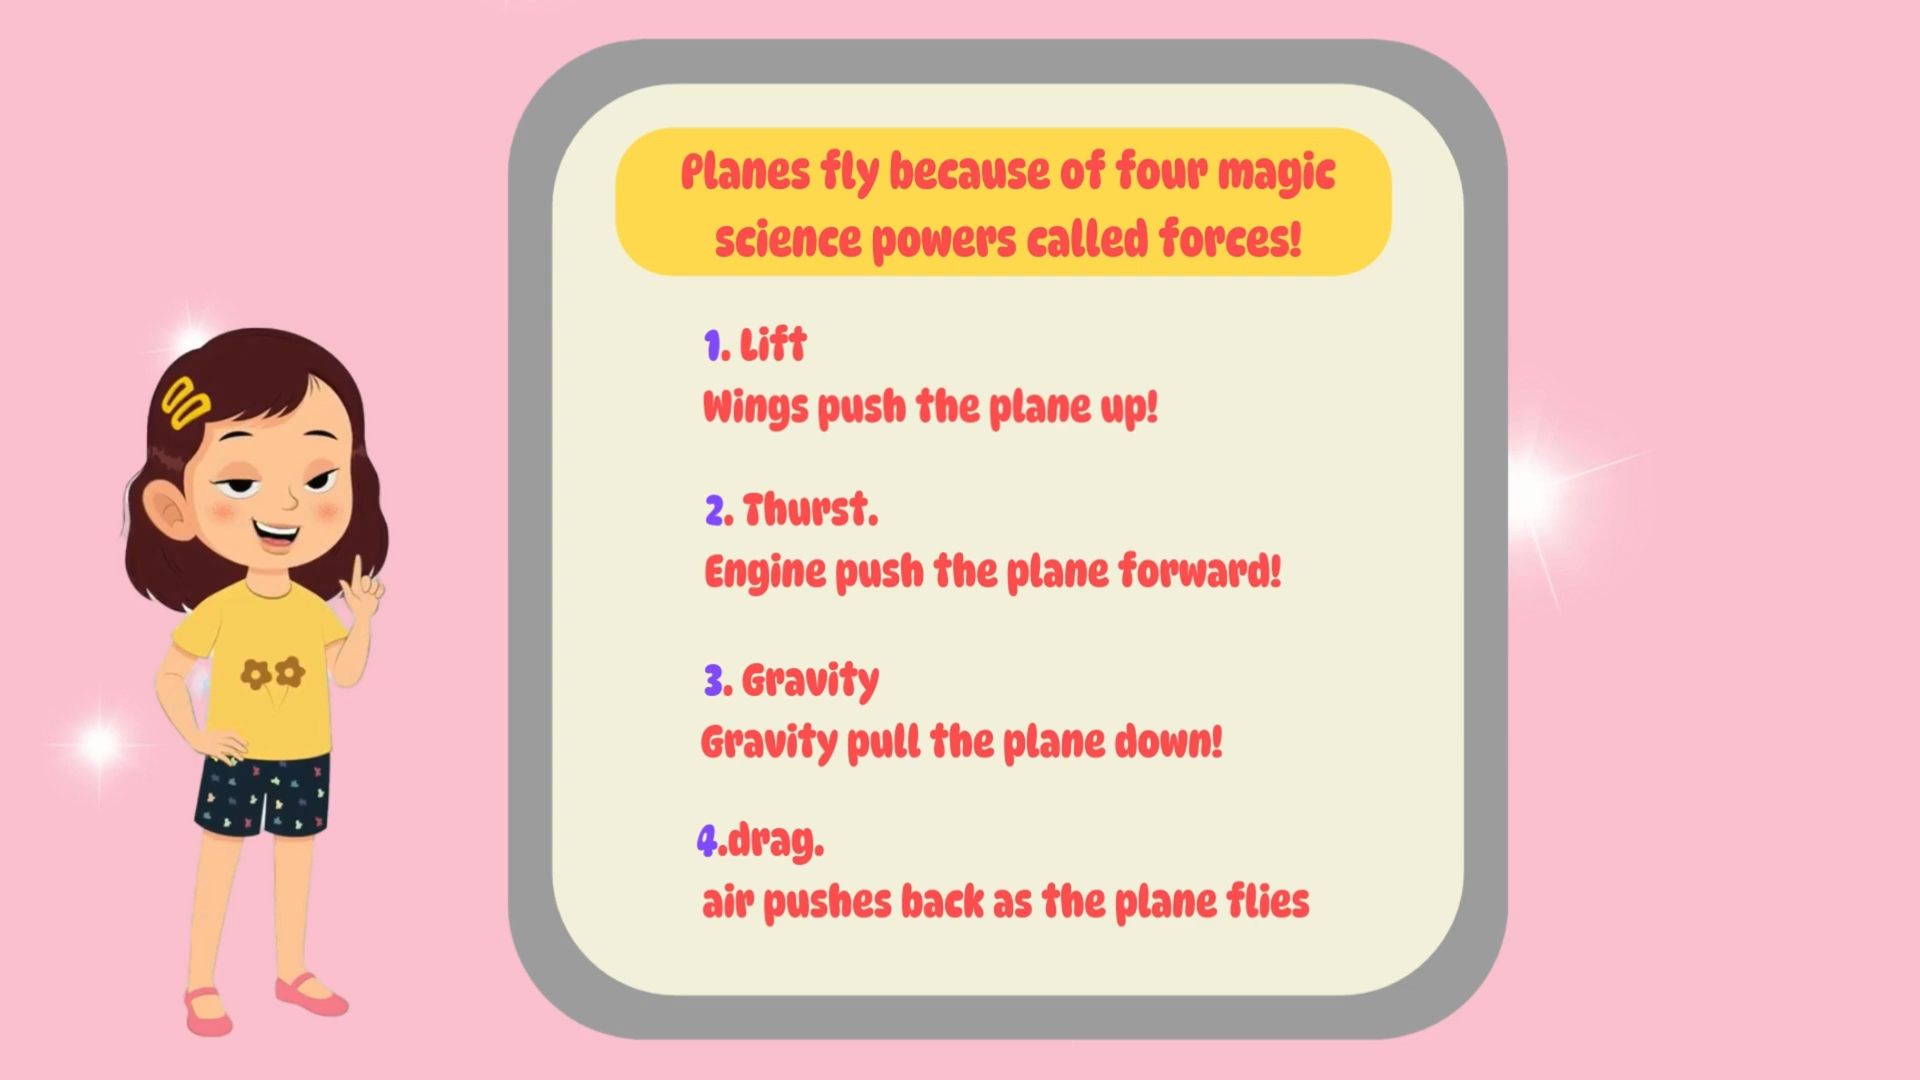 Planes fly because of four magic
science powers called forces!
1. Lift
Wings push the plane up!
2. Thurst.
Engine push the plane forward!
3. Gravity
Gravity pull the plane down!
4.drag.
air pushes back as the plane flies